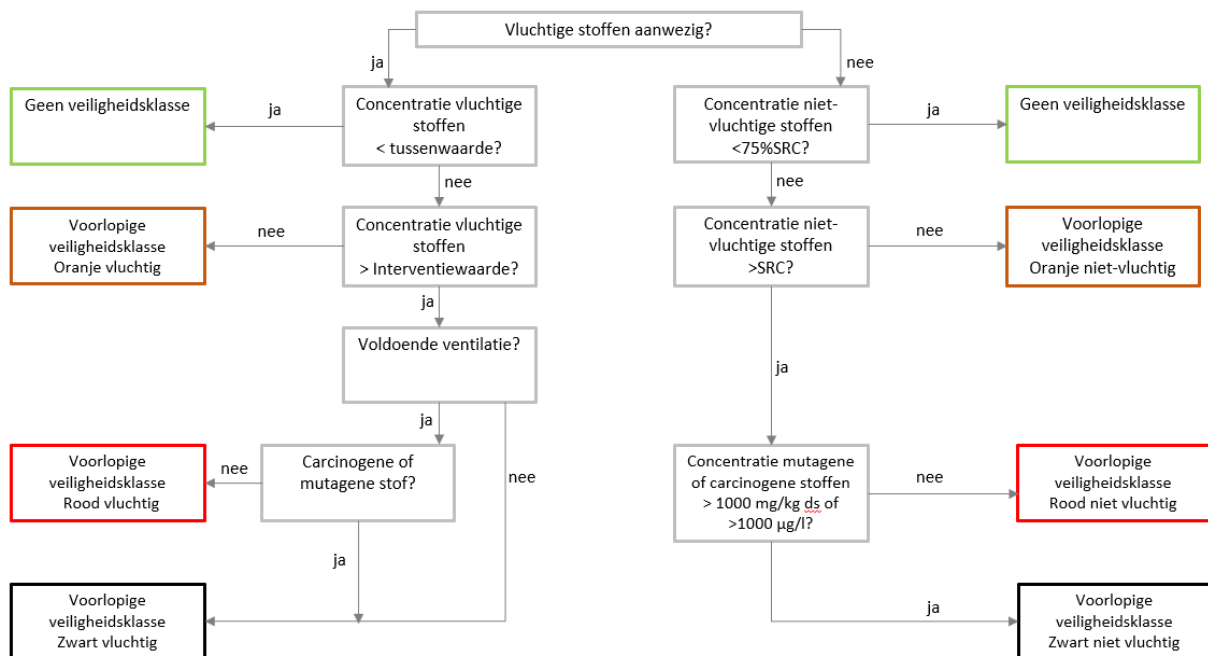 Vluchtige stoffen aanwezig?
ja
nee
Geen veiligheidsklasse
ja
Concentratie vluchtige
stoffen
< tussenwaarde?
Concentratie niet-
vluchtige stoffen
<75%SRC?
ja
Geen veiligheidsklasse
nee
nee
Voorlopige
veiligheidsklasse
Oranje vluchtig
nee
Concentratie vluchtige
stoffen
> Interventiewaarde?
Concentratie niet-
vluchtige stoffen
>SRC?
nee
Voorlopige
veiligheidsklasse
Oranje niet-vluchtig
ja
Voldoende ventilatie?
ja
ja
Voorlopige
veiligheidsklasse
Rood vluchtig
nee
Carcinogene of
mutagene stof?
nee
Concentratie mutagene
of carcinogene stoffen
> 1000 mg/kg ds of
>1000 µg/l?
nee
Voorlopige
veiligheidsklasse
Rood niet vluchtig
ja
Voorlopige
veiligheidsklasse
Zwart vluchtig
ja
Voorlopige
veiligheidsklasse
Zwart niet vluchtig